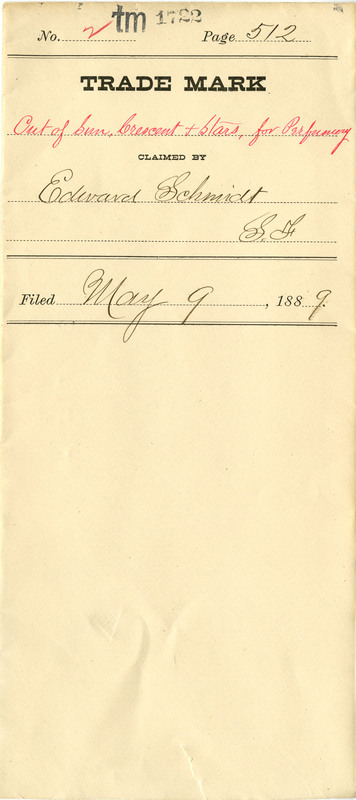 No. 2 tm 1722 Page 512
TRADE MARK
Cut of Sun, Crescent & Stars, for Perfumery
CLAIMED BY
Edward Schmidt
S.F
Filed May 9, 1889.